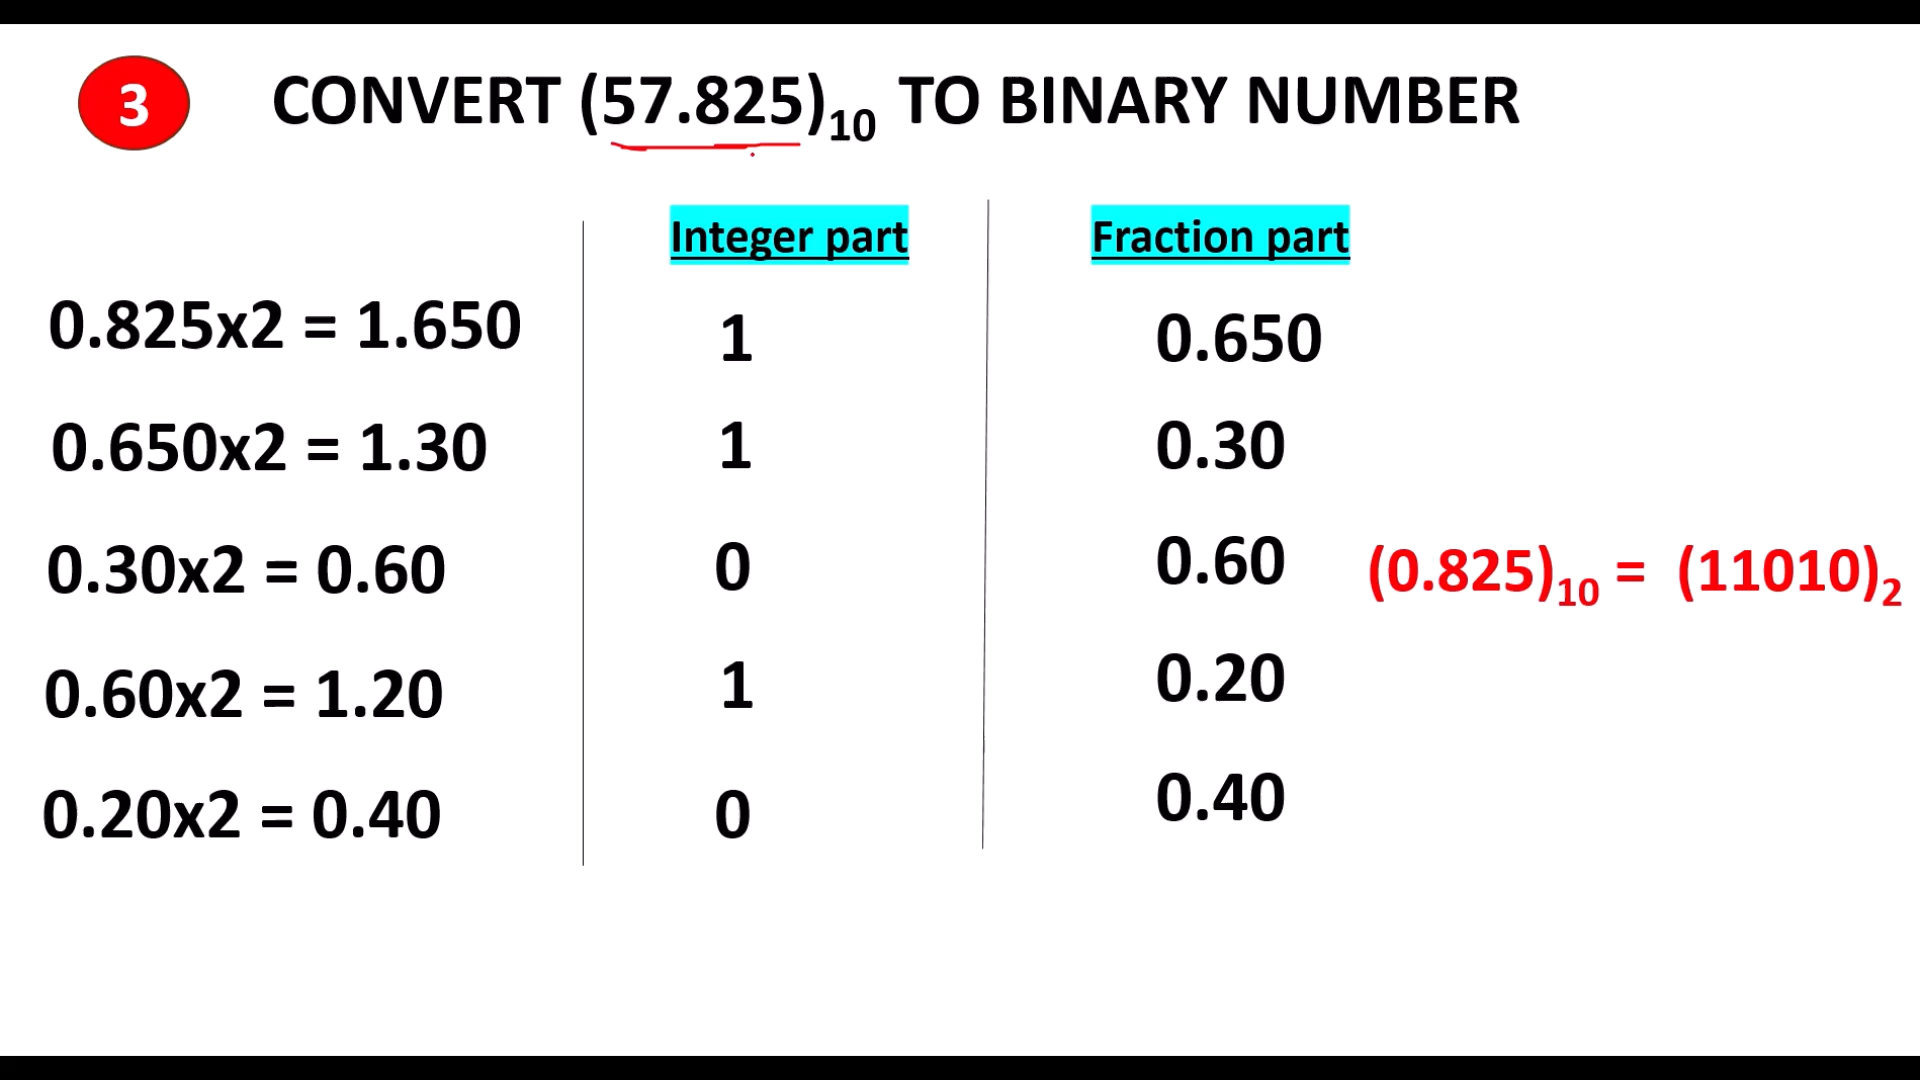 3 CONVERT (57.825)₁₀ TO BINARY NUMBER
Integer part Fraction part
0.825x2 = 1.650 1 0.650
0.650x2 = 1.30 1 0.30
0.30x2 = 0.60 0 0.60 (0.825)₁₀ = (11010)₂
0.60x2 = 1.20 1 0.20
0.20x2 = 0.40 0 0.40